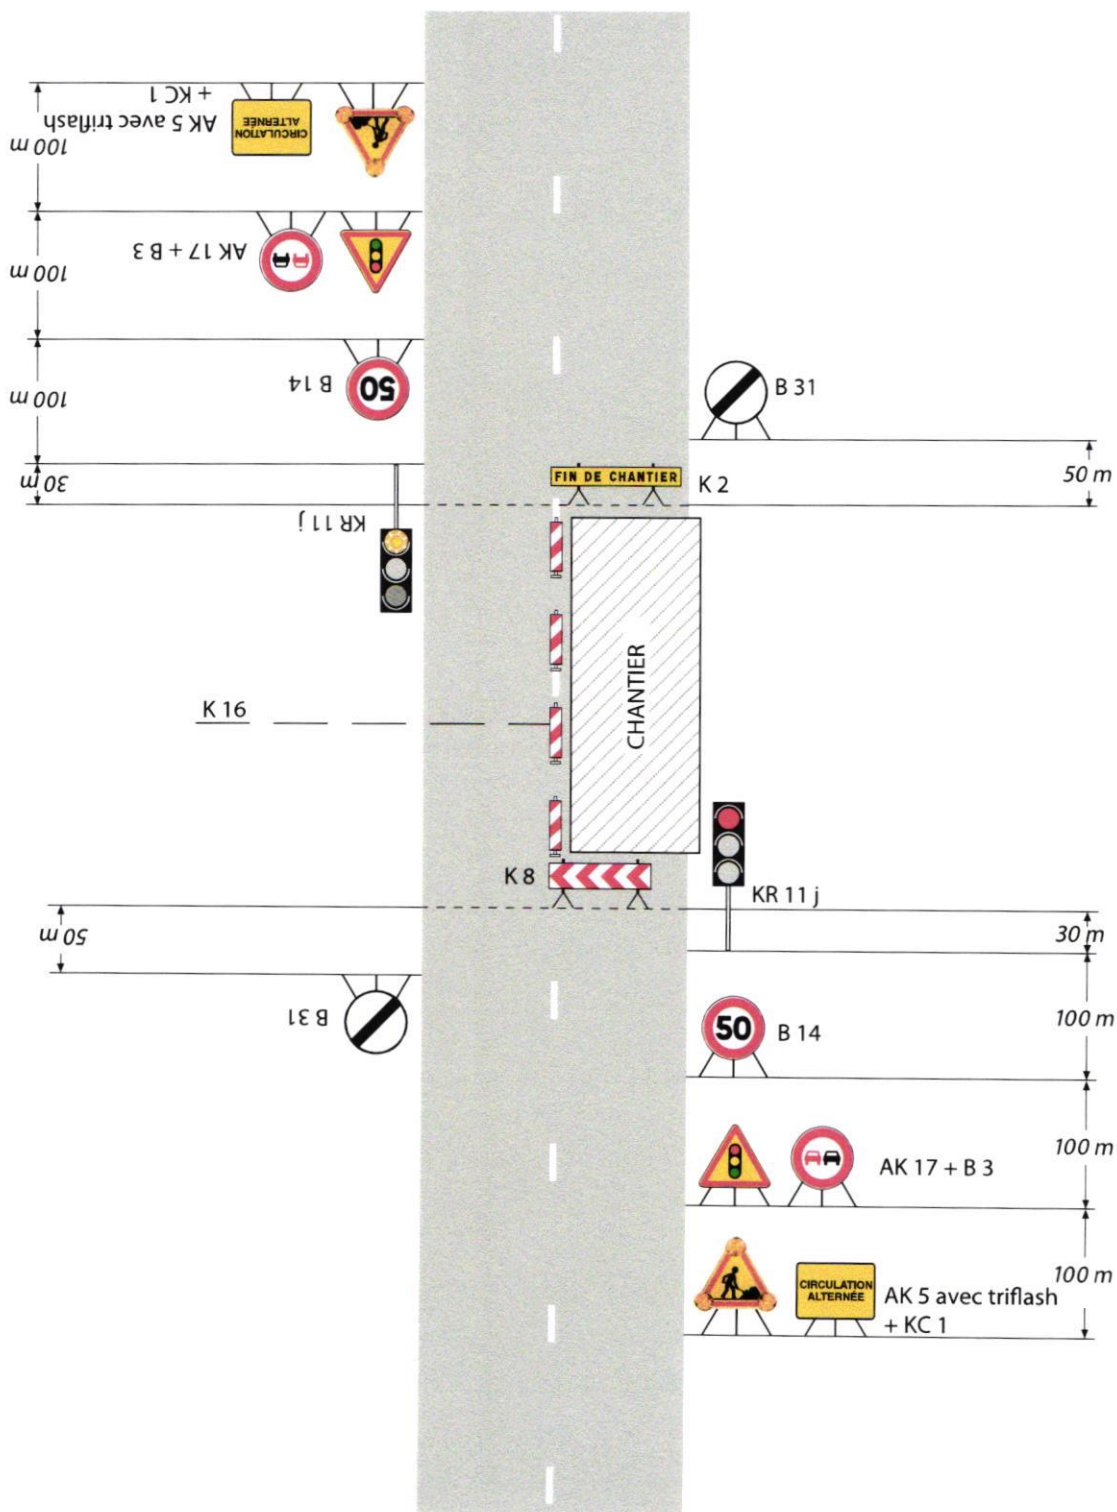 AK 5 avec triflash
+ KC 1
CIRCULATION
ALTERNÉE
100 m
AK 17 + B 3
100 m
B 14
50
100 m
B 31
30 m
KR 11 j
FIN DE CHANTIER
K 2
50 m
K 16
CHANTIER
K 8
KR 11 j
50 m
30 m
B 31
50
B 14
100 m
AK 17 + B 3
100 m
CIRCULATION
ALTERNÉE
AK 5 avec triflash
+ KC 1
100 m